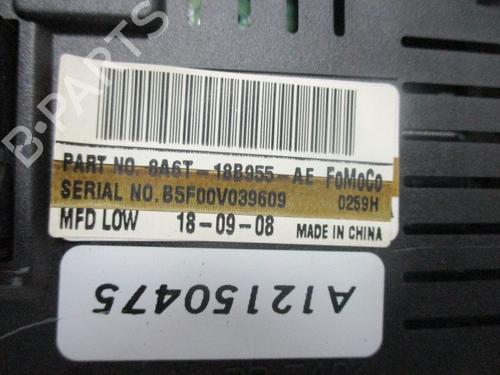 B-PARTS
PART NO. 8A6T-18B955-AE FoMoCo
SERIAL NO. B5F00V039609 0259H
MFD LOW 18-09-08 MADE IN CHINA
A12150475